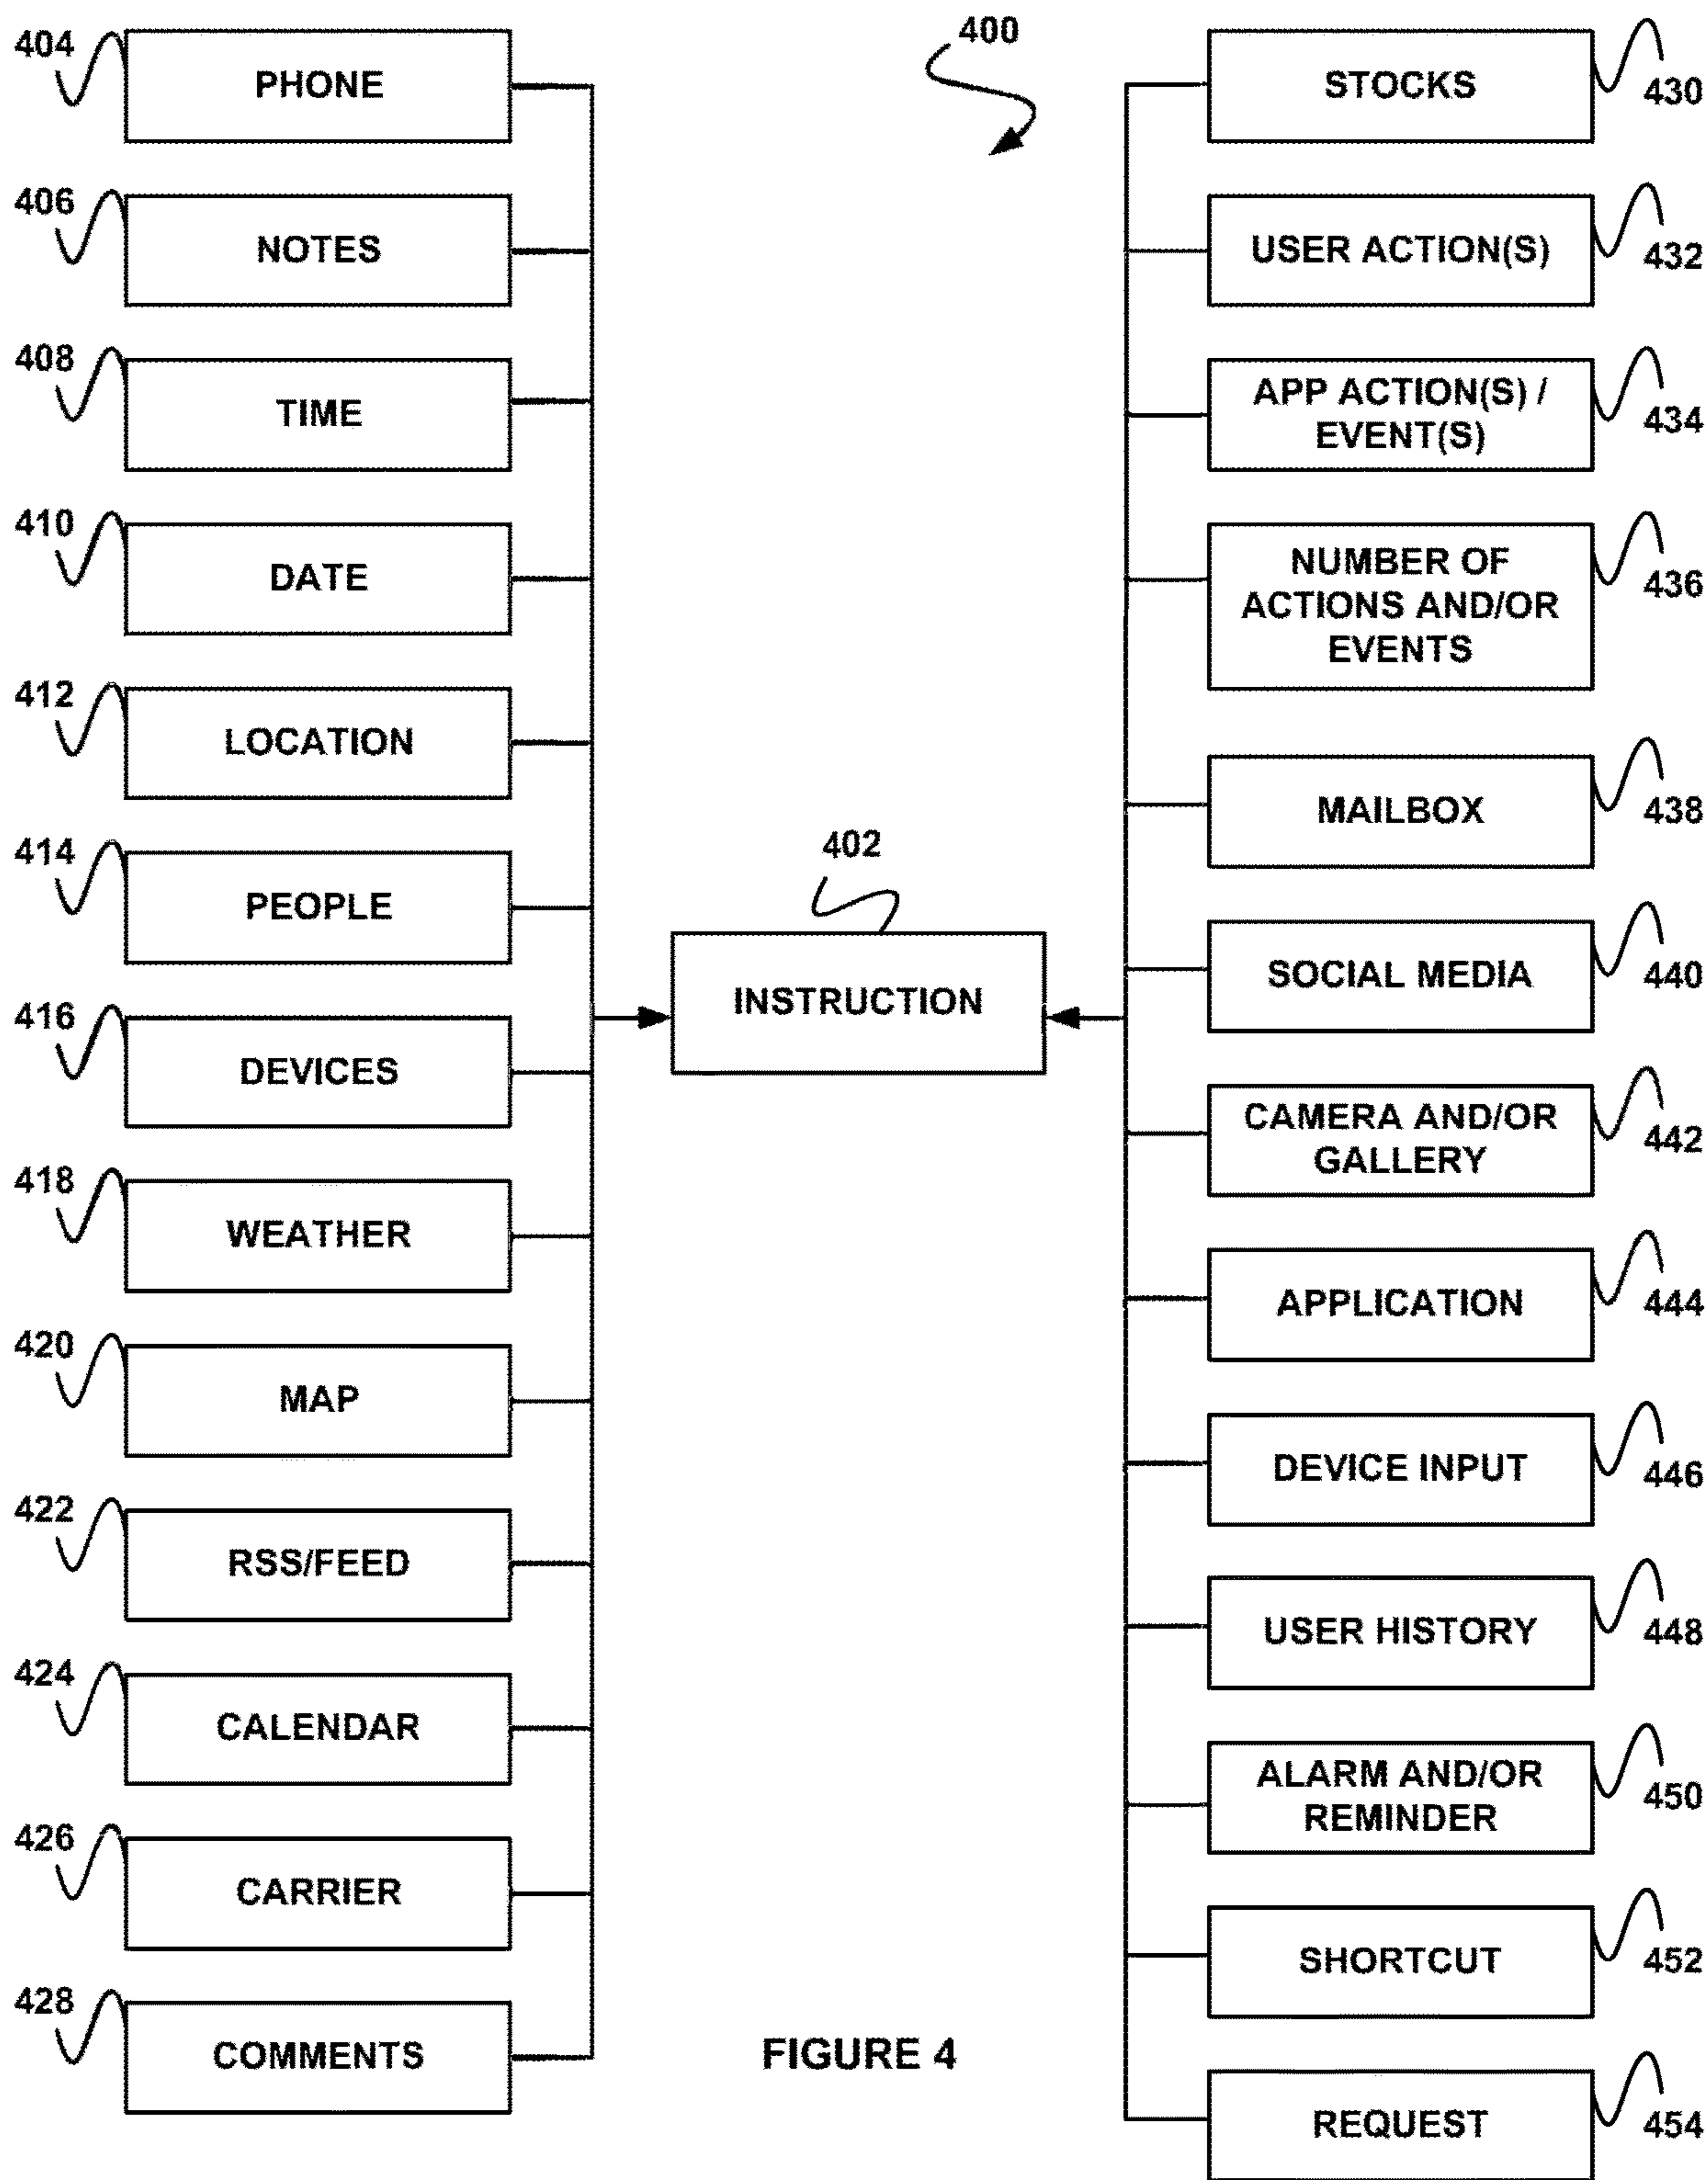 400
404
PHONE
406
NOTES
408
TIME
410
DATE
412
LOCATION
414
PEOPLE
416
DEVICES
418
WEATHER
420
MAP
422
RSS/FEED
424
CALENDAR
426
CARRIER
428
COMMENTS
402
INSTRUCTION
STOCKS
430
USER ACTION(S)
432
APP ACTION(S) /
EVENT(S)
434
NUMBER OF
ACTIONS AND/OR
EVENTS
436
MAILBOX
438
SOCIAL MEDIA
440
CAMERA AND/OR
GALLERY
442
APPLICATION
444
DEVICE INPUT
446
USER HISTORY
448
ALARM AND/OR
REMINDER
450
SHORTCUT
452
REQUEST
454
FIGURE 4